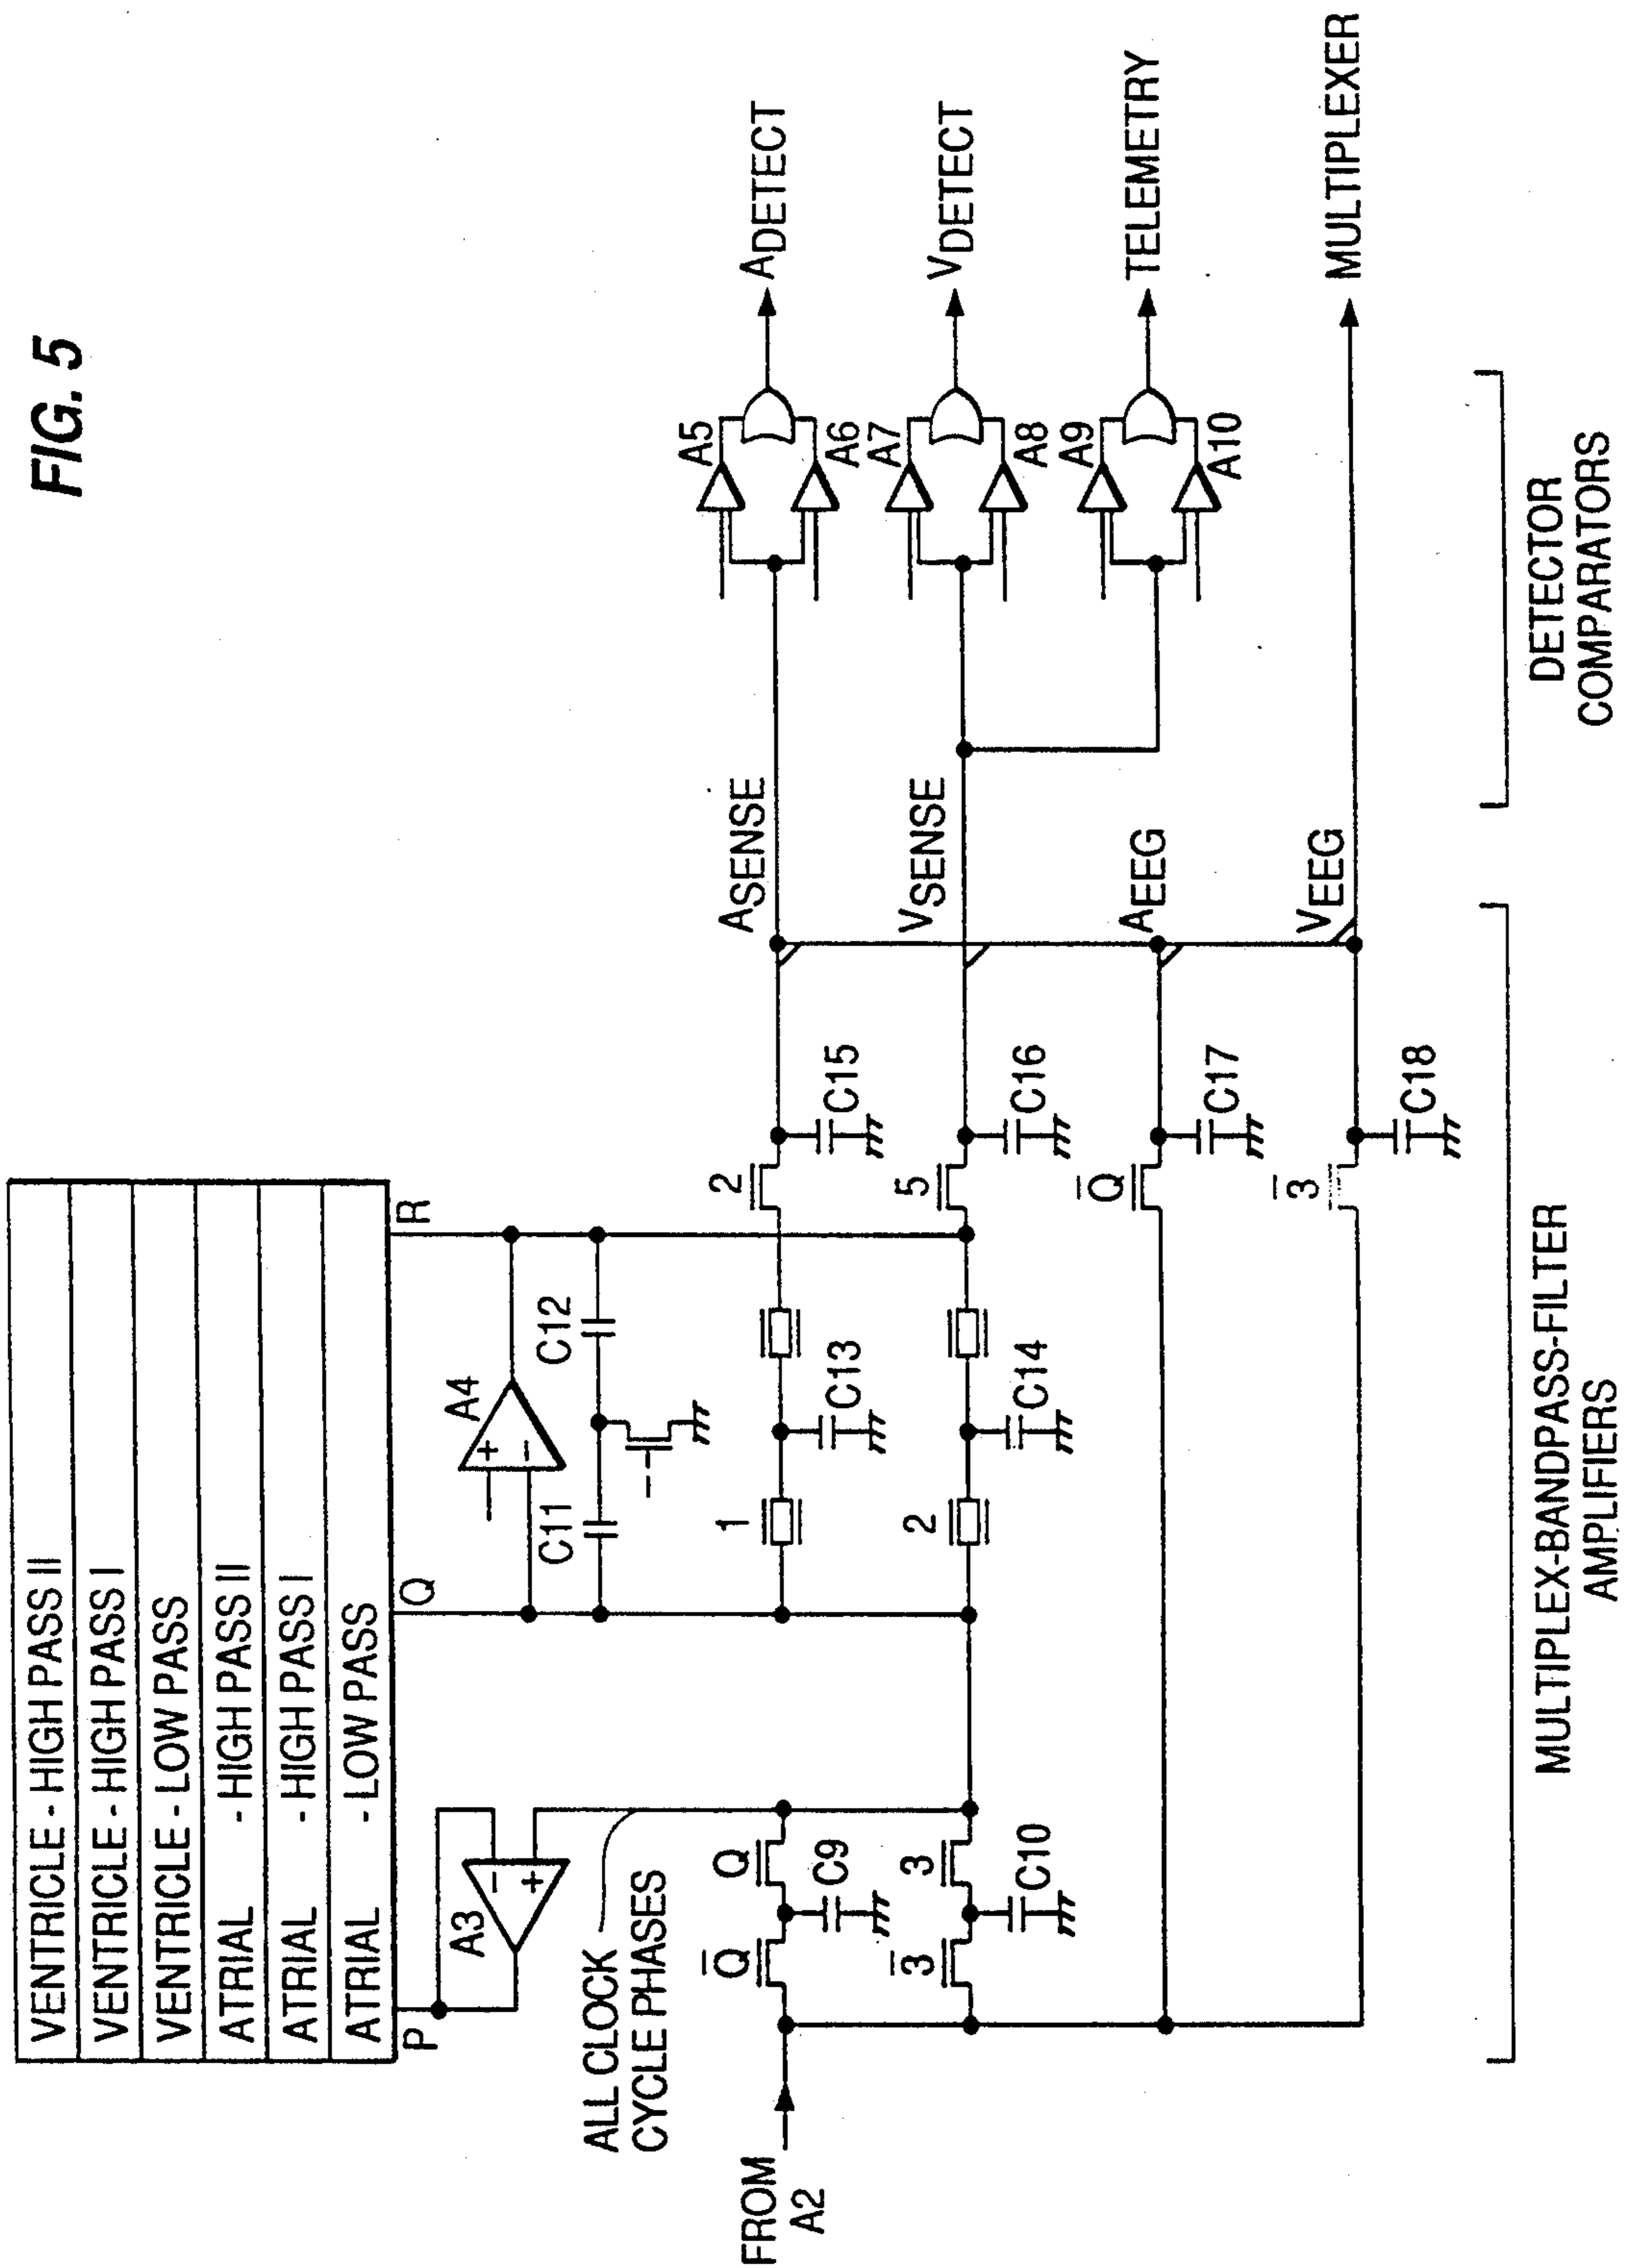 FIG. 5
VENTRICLE - HIGH PASS II
VENTRICLE - HIGH PASS I
VENTRICLE - LOW PASS
ATRIAL - HIGH PASS II
ATRIAL - HIGH PASS I
ATRIAL - LOW PASS
P
Q
R
A3
-
+
A4
+
-
C11
C12
ALL CLOCK
CYCLE PHASES
FROM
A2
Q̅
Q
C9
3̅
3
C10
1
C13
2
C15
2
C14
5
C16
Q̅
C17
3̅
C18
ASENSE
VSENSE
AEEG
VEEG
A5
A6
A7
A8
A9
A10
ADETECT
VDETECT
TELEMETRY
MULTIPLEXER
MULTIPLEX-BANDPASS-FILTER
AMPLIFIERS
DETECTOR
COMPARATORS